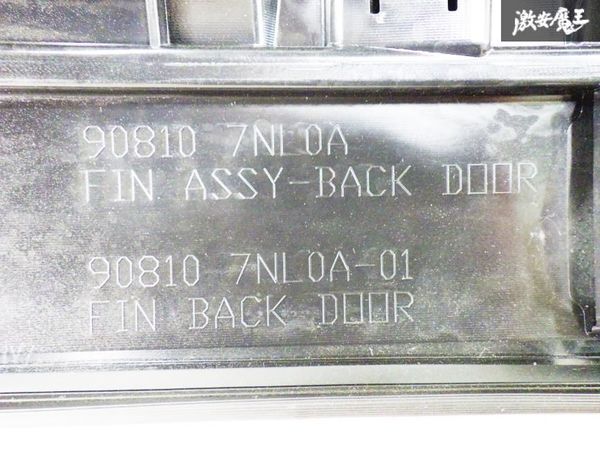 激安魔王
90810 7NL0A
FIN ASSY-BACK DOOR
90810 7NL0A-01
FIN BACK DOOR